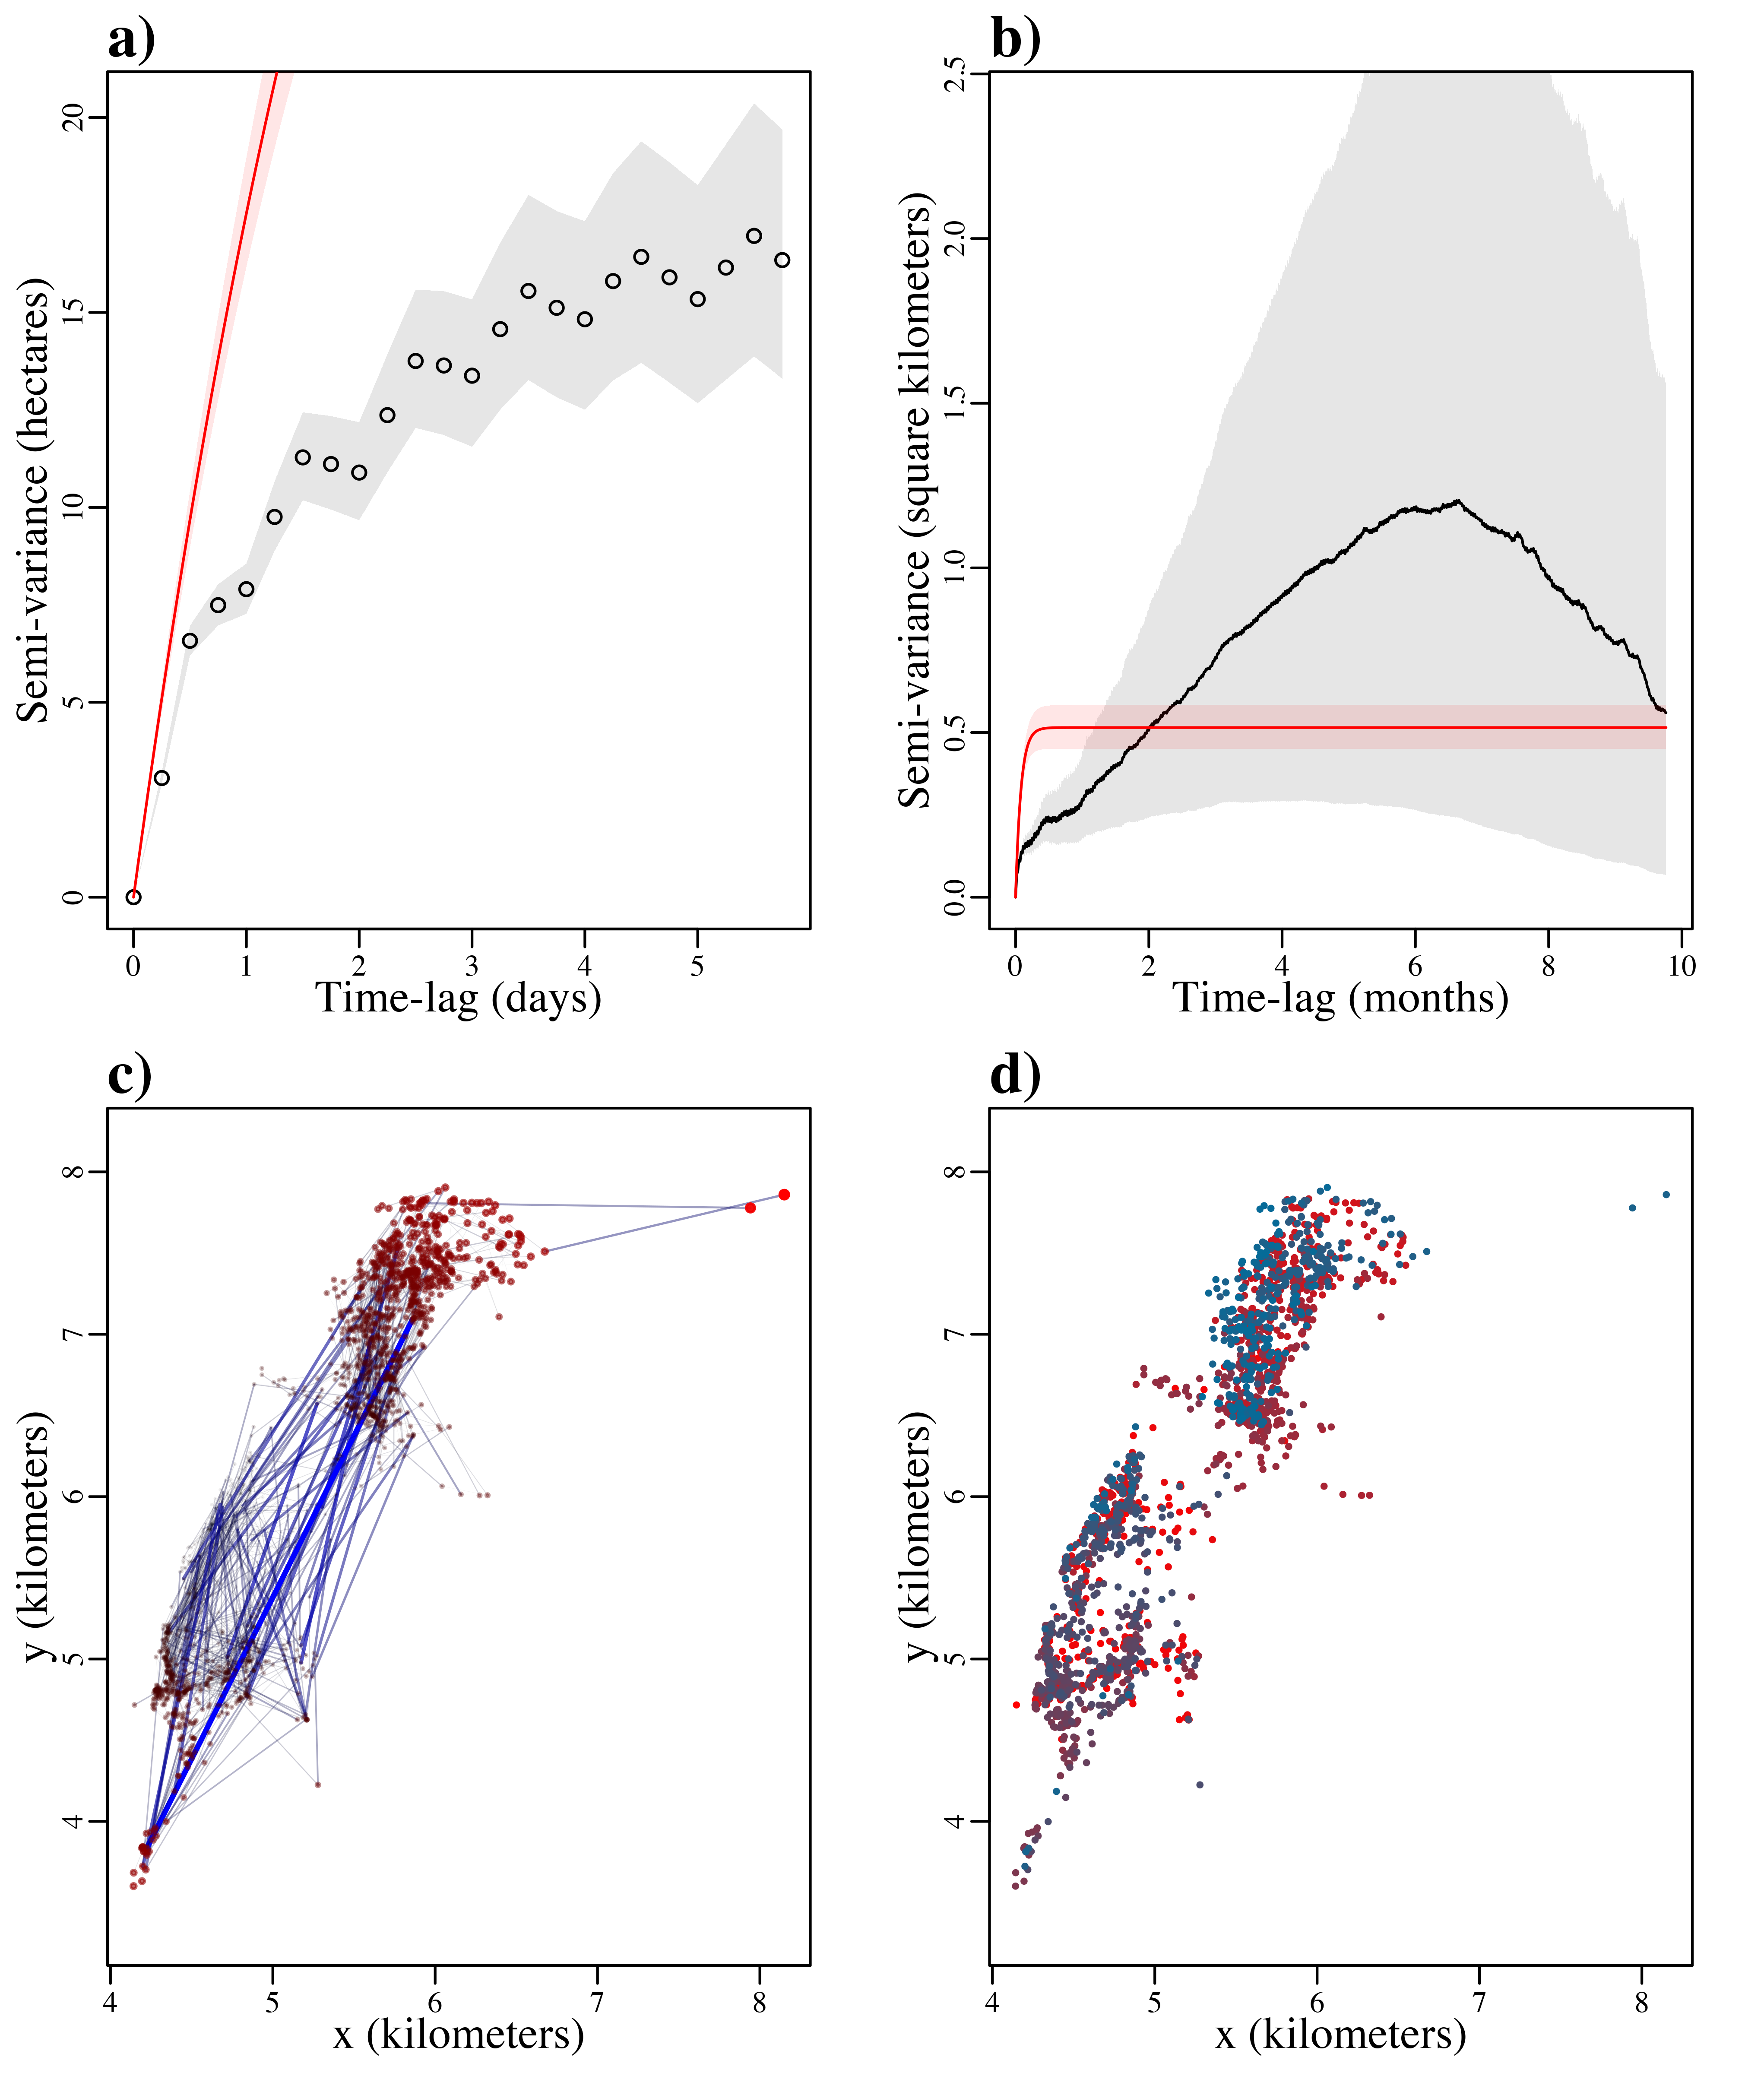 a)
Semi-variance (hectares)
0 5 10 15 20
0 1 2 3 4 5
Time-lag (days)
b)
Semi-variance (square kilometers)
0.0 0.5 1.0 1.5 2.0 2.5
0 2 4 6 8 10
Time-lag (months)
c)
y (kilometers)
4 5 6 7 8
4 5 6 7 8
x (kilometers)
d)
y (kilometers)
4 5 6 7 8
4 5 6 7 8
x (kilometers)